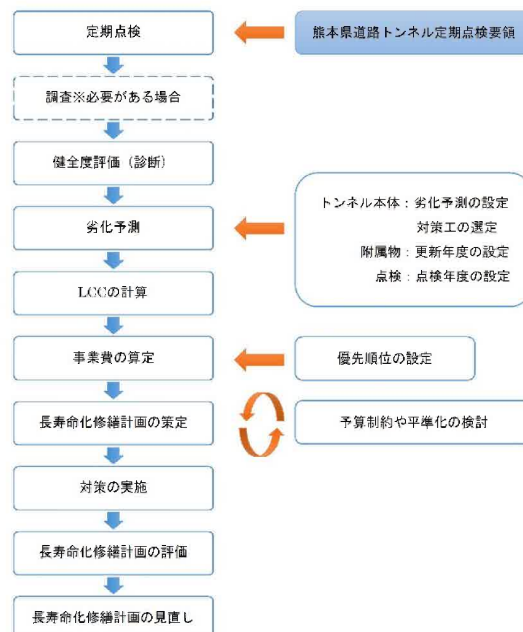 定期点検
熊本県道路トンネル定期点検要領
調査※必要がある場合
健全度評価（診断）
劣化予測
トンネル本体：劣化予測の設定
対策工の選定
附属物：更新年度の設定
点検：点検年度の設定
LCCの計算
事業費の算定
優先順位の設定
長寿命化修繕計画の策定
予算制約や平準化の検討
対策の実施
長寿命化修繕計画の評価
長寿命化修繕計画の見直し